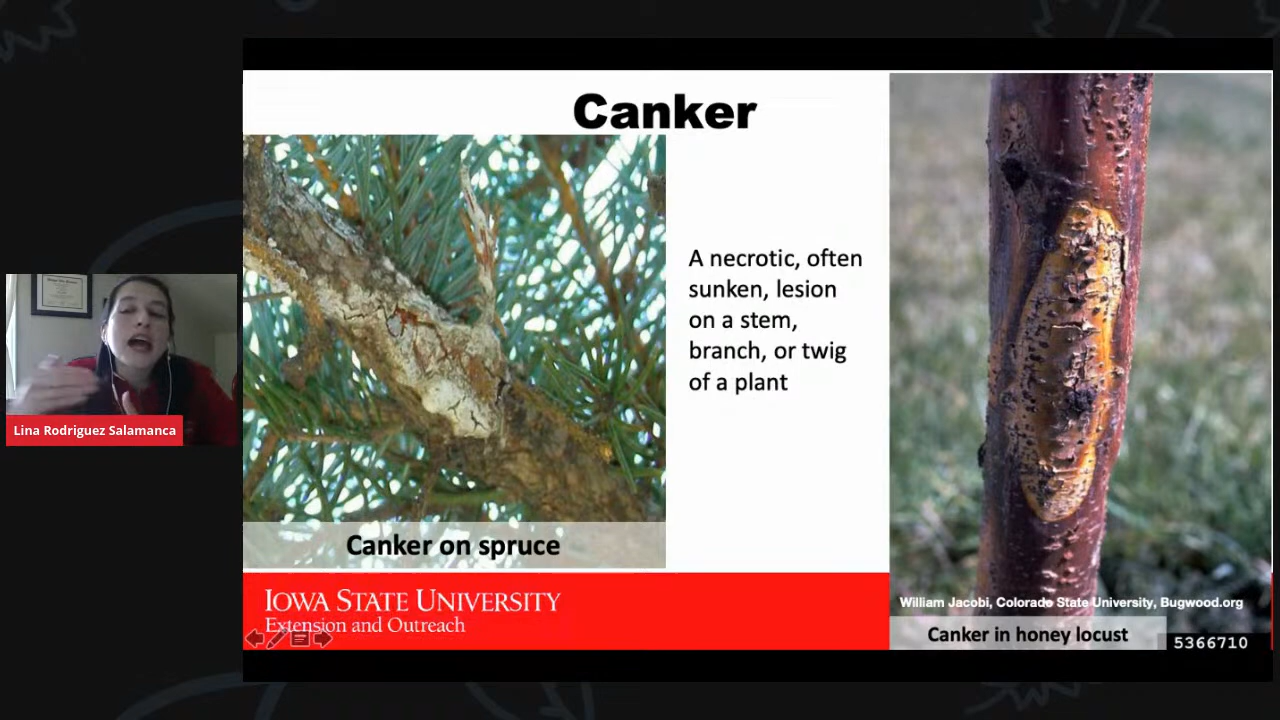 Canker
A necrotic, often
sunken, lesion
on a stem,
branch, or twig
of a plant
Canker on spruce
William Jacobi, Colorado State University, Bugwood.org
Canker in honey locust
5366710
IOWA STATE UNIVERSITY
Extension and Outreach
Lina Rodriguez Salamanca